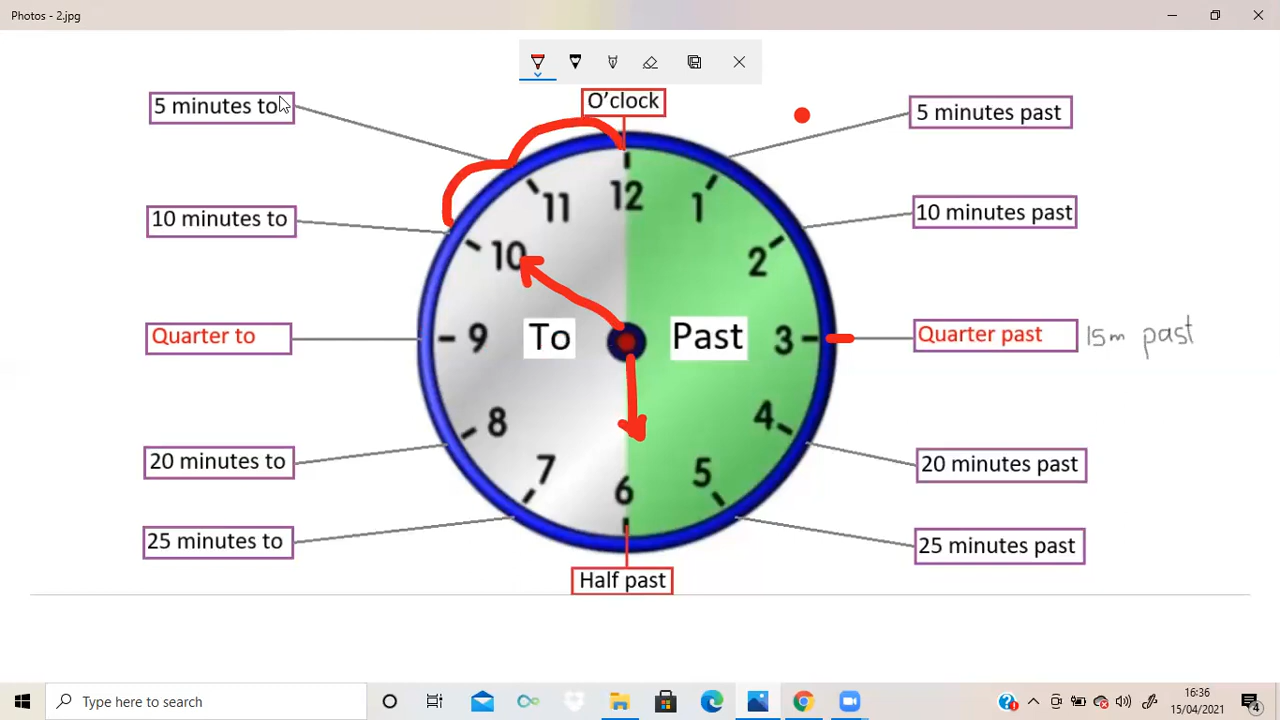 Photos - 2.jpg
5 minutes to
O'clock
5 minutes past
11
12
1
10 minutes to
10 minutes past
10
2
Quarter to
9
To
Past
3
Quarter past
15m past
8
4
20 minutes to
20 minutes past
7
6
5
25 minutes to
25 minutes past
Half past
Type here to search
16:36
15/04/2021
4